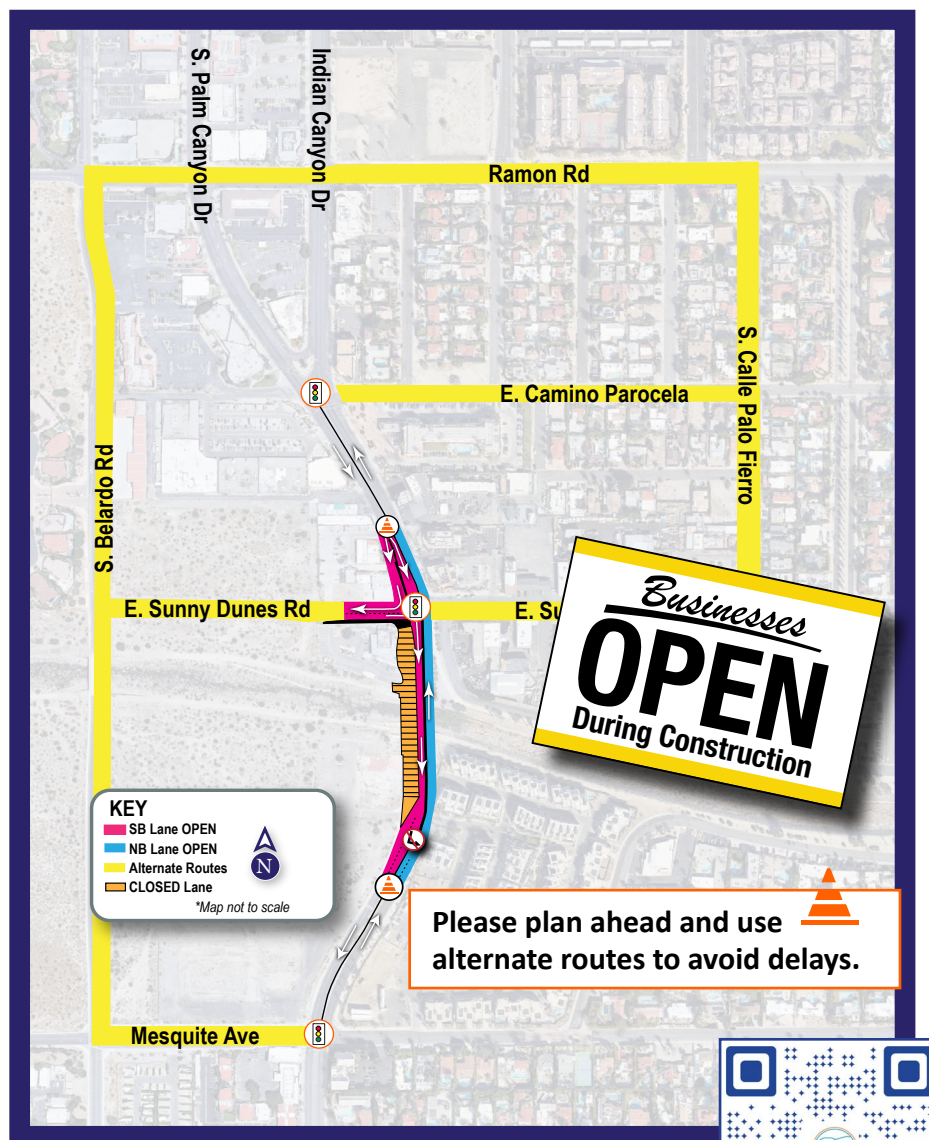 S. Palm Canyon Dr
Indian Canyon Dr
Ramon Rd
S. Calle Palo Fierro
E. Camino Parocela
S. Belardo Rd
E. Sunny Dunes Rd
E. Su
Businesses
OPEN
During Construction
KEY
SB Lane OPEN
NB Lane OPEN
Alternate Routes
CLOSED Lane
N
*Map not to scale
Please plan ahead and use
alternate routes to avoid delays.
Mesquite Ave